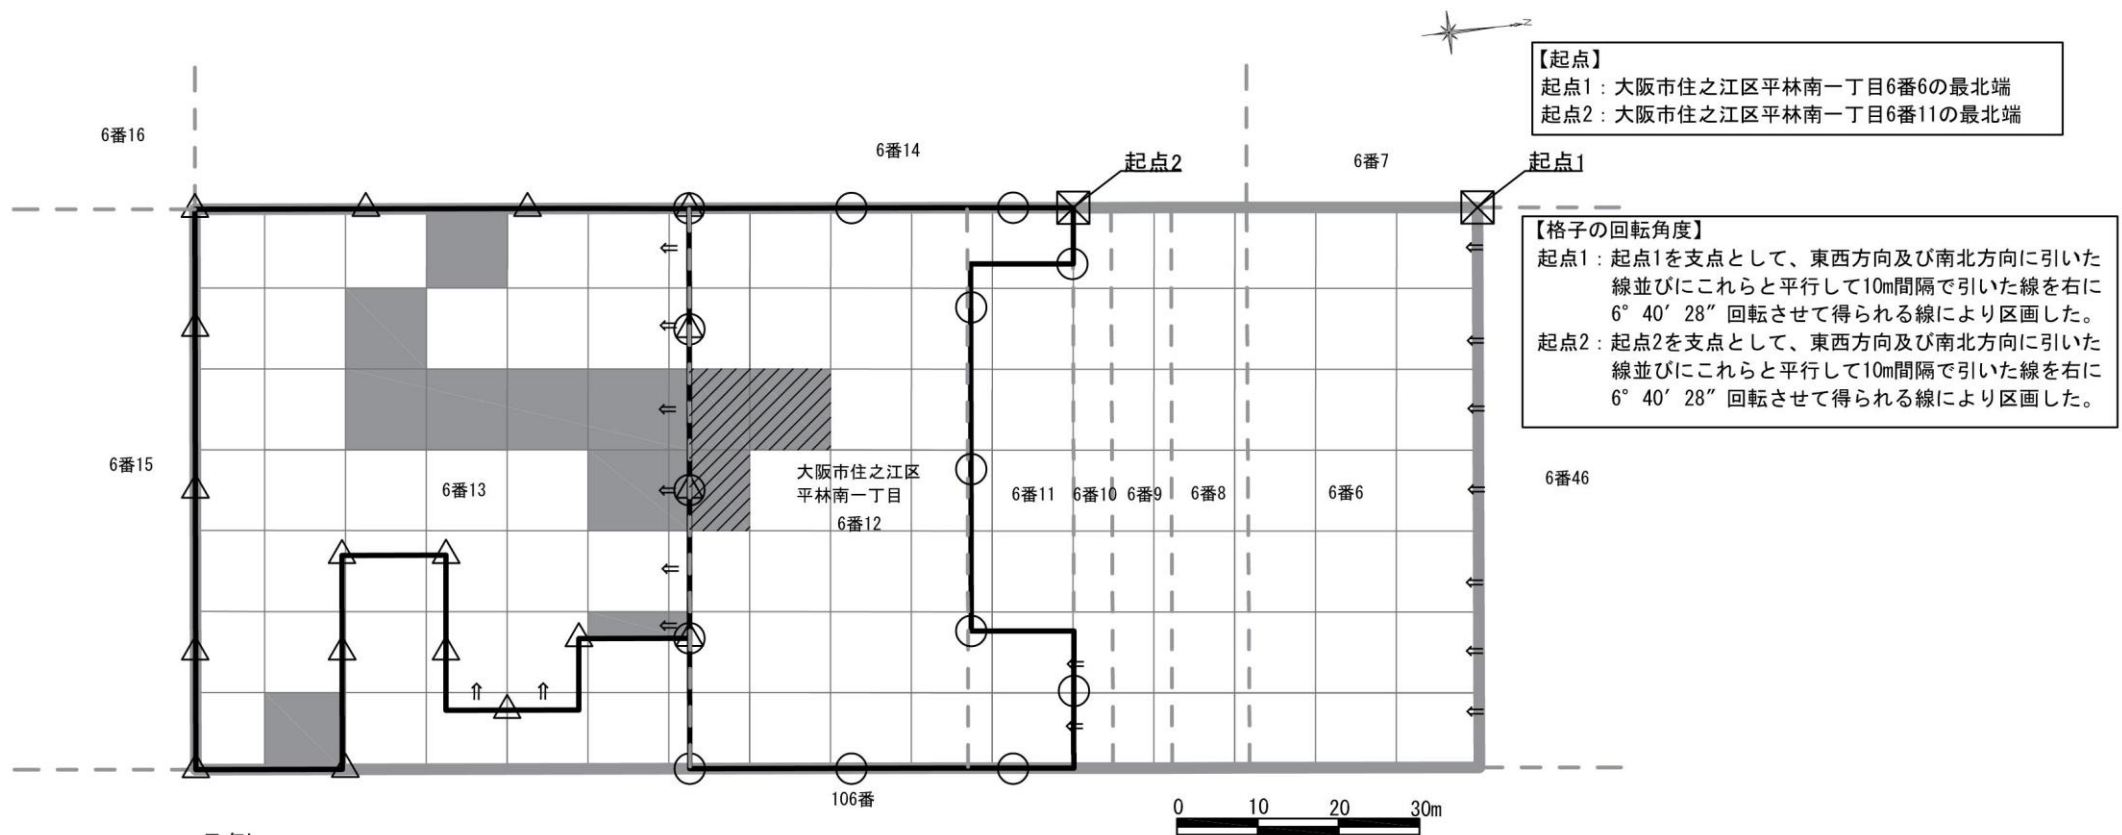 N
【起点】
起点1：大阪市住之江区平林南一丁目6番6の最北端
起点2：大阪市住之江区平林南一丁目6番11の最北端
6番16
6番14
起点2
6番7
起点1
【格子の回転角度】
起点1：起点1を支点として、東西方向及び南北方向に引いた
線並びにこれらと平行して10m間隔で引いた線を右に
6°40′28″回転させて得られる線により区画した。
起点2：起点2を支点として、東西方向及び南北方向に引いた
線並びにこれらと平行して10m間隔で引いた線を右に
6°40′28″回転させて得られる線により区画した。
6番15
6番13
大阪市住之江区
平林南一丁目
6番12
6番11
6番10
6番9
6番8
6番6
6番46
106番
0 10 20 30m